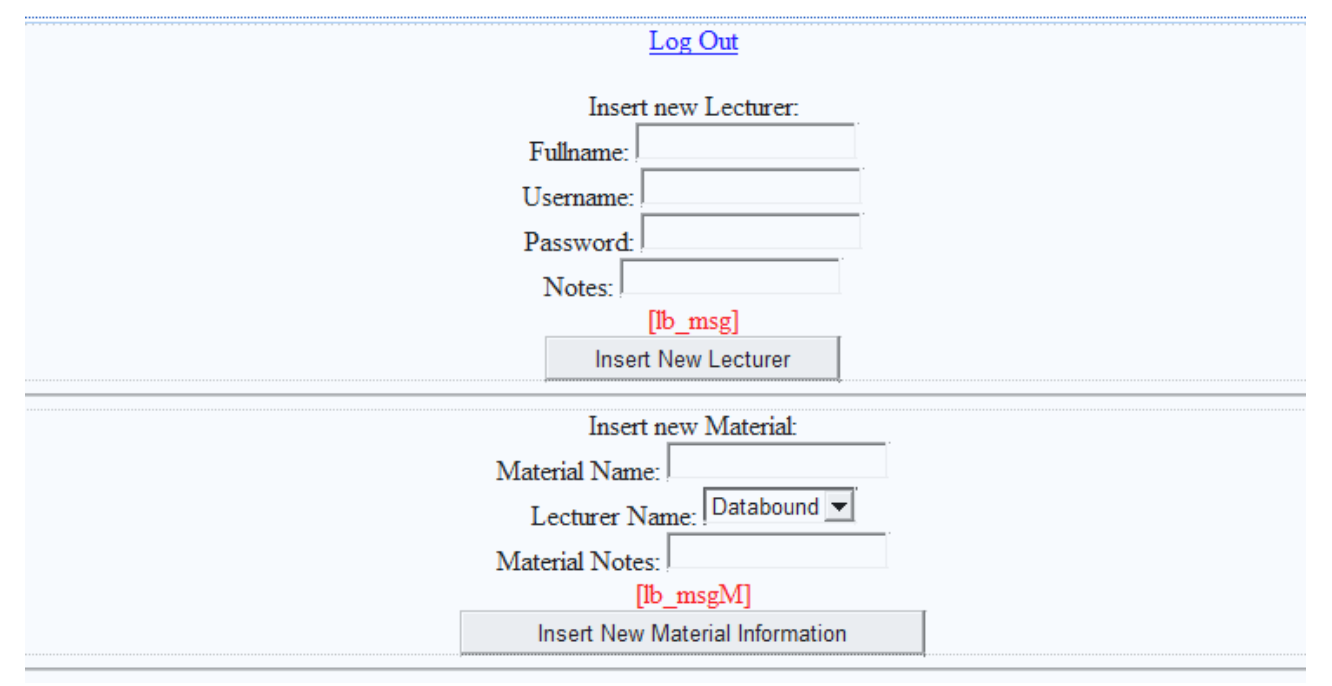 Log Out
Insert new Lecturer:
Fullname:
Username:
Password:
Notes:
[lb_msg]
Insert New Lecturer
Insert new Material:
Material Name:
Lecturer Name: Databound
Material Notes:
[lb_msgM]
Insert New Material Information